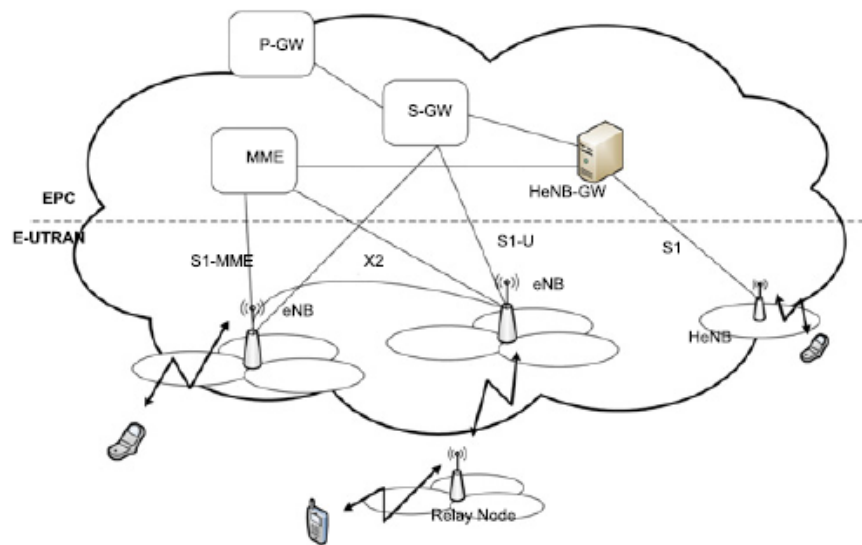 P-GW
S-GW
MME
HeNB-GW
EPC
E-UTRAN
S1-MME
X2
S1-U
S1
eNB
eNB
HeNB
Relay Node